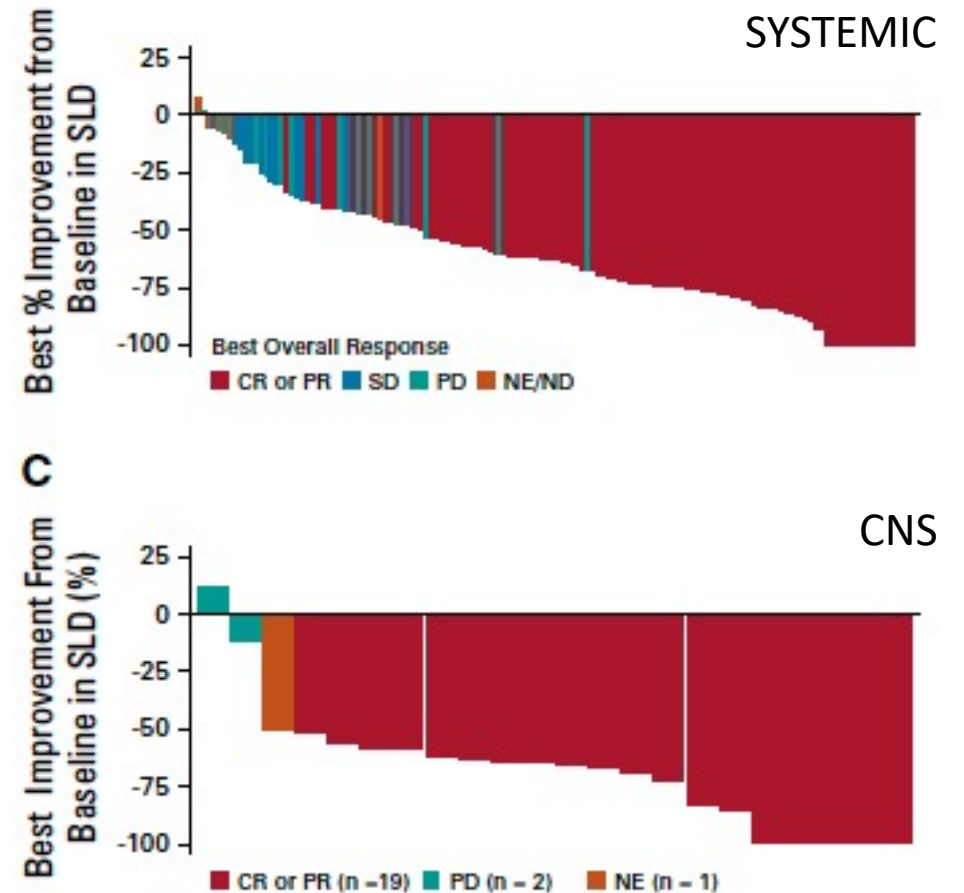 SYSTEMIC
Best % Improvement from
Baseline in SLD
25
0
-25
-50
-75
-100
Best Overall Response
CR or PR SD PD NE/ND
C
CNS
Best Improvement From
Baseline in SLD (%)
25
0
-25
-50
-75
-100
CR or PR (n –19) PD (n – 2) NE (n – 1)